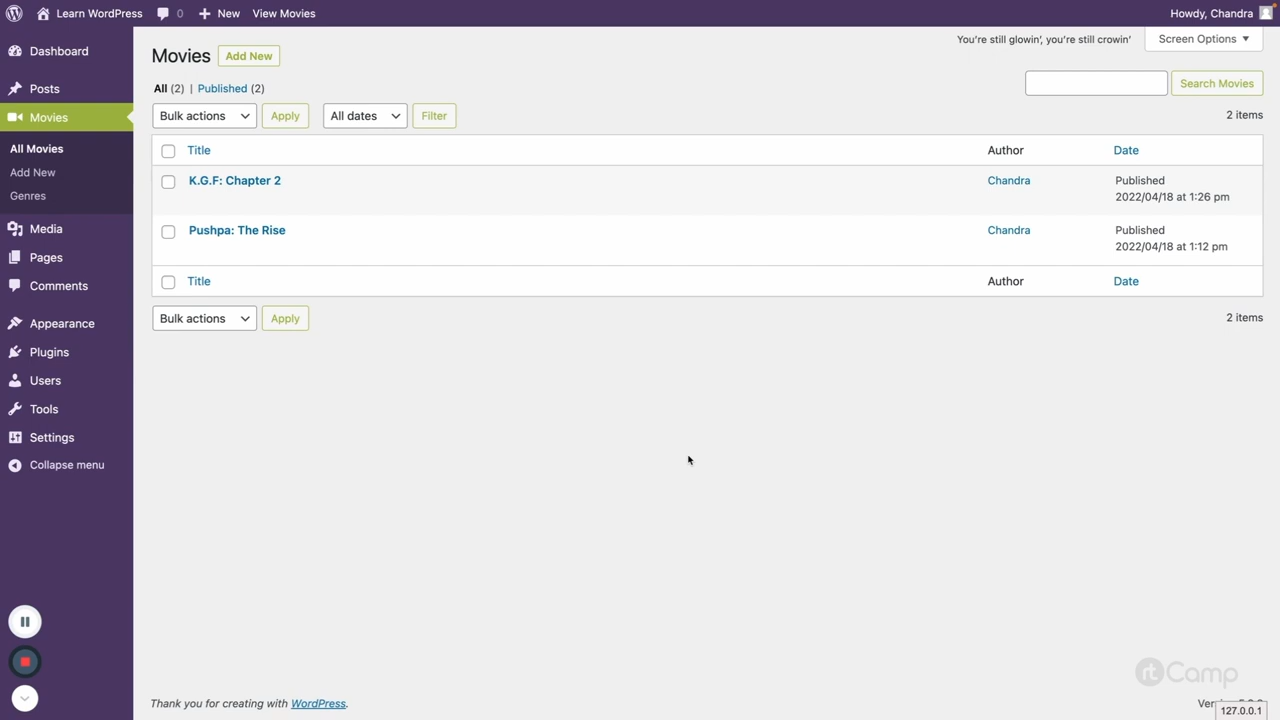 Learn WordPress 0 New View Movies Howdy, Chandra
You're still glowin', you're still crowin' Screen Options
Dashboard
Posts
Movies
All Movies
Add New
Genres
Media
Pages
Comments
Appearance
Plugins
Users
Tools
Settings
Collapse menu
Movies Add New
All (2) | Published (2)
Search Movies
Bulk actions Apply All dates Filter 2 items
Title Author Date
K.G.F: Chapter 2 Chandra Published
2022/04/18 at 1:26 pm
Pushpa: The Rise Chandra Published
2022/04/18 at 1:12 pm
Title Author Date
Bulk actions Apply 2 items
rtCamp
Thank you for creating with WordPress.
127.0.0.1